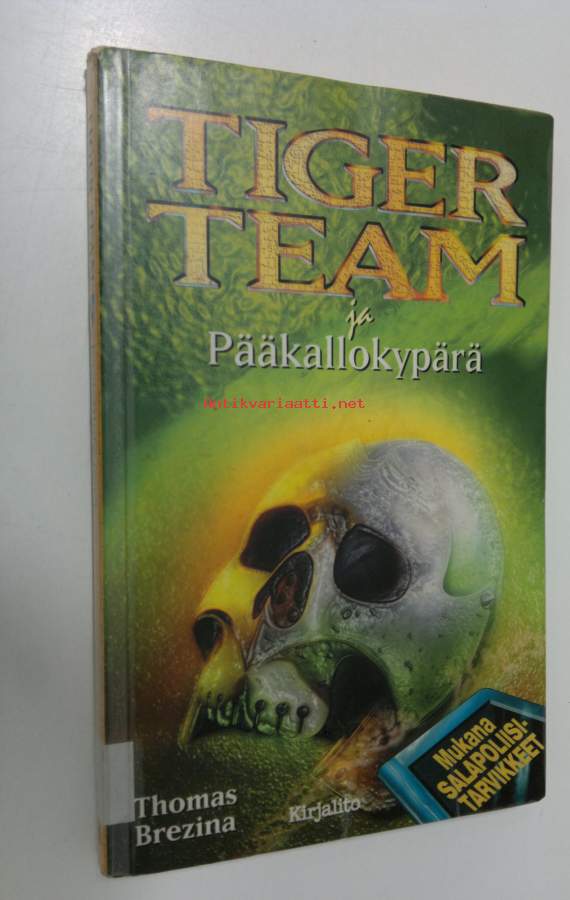 TIGER
TEAM
ja
Pääkallokypärä
Antikvariaatti.net
Mukana
SALAPOLIISI-
TARVIKKEET
Thomas
Brezina
Kirjalito